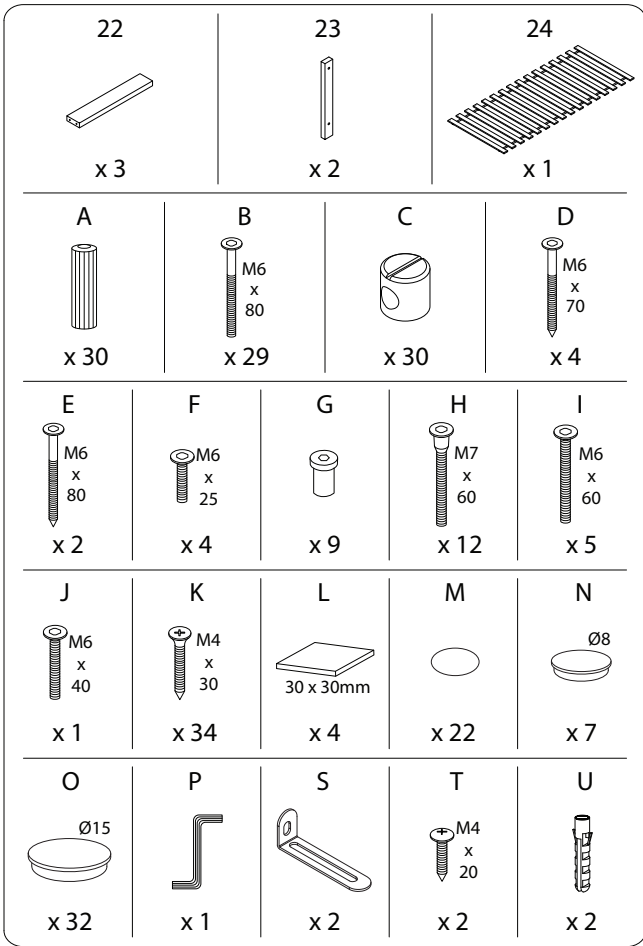 22 23 24
x 3 x 2 x 1
A B C D
M6
x
80
M6
x
70
x 30 x 29 x 30 x 4
E F G H I
M6
x
80
M6
x
25
M7
x
60
M6
x
60
x 2 x 4 x 9 x 12 x 5
J K L M N
M6
x
40
M4
x
30
30 x 30mm
Ø8
x 1 x 34 x 4 x 22 x 7
O P S T U
Ø15
M4
x
20
x 32 x 1 x 2 x 2 x 2